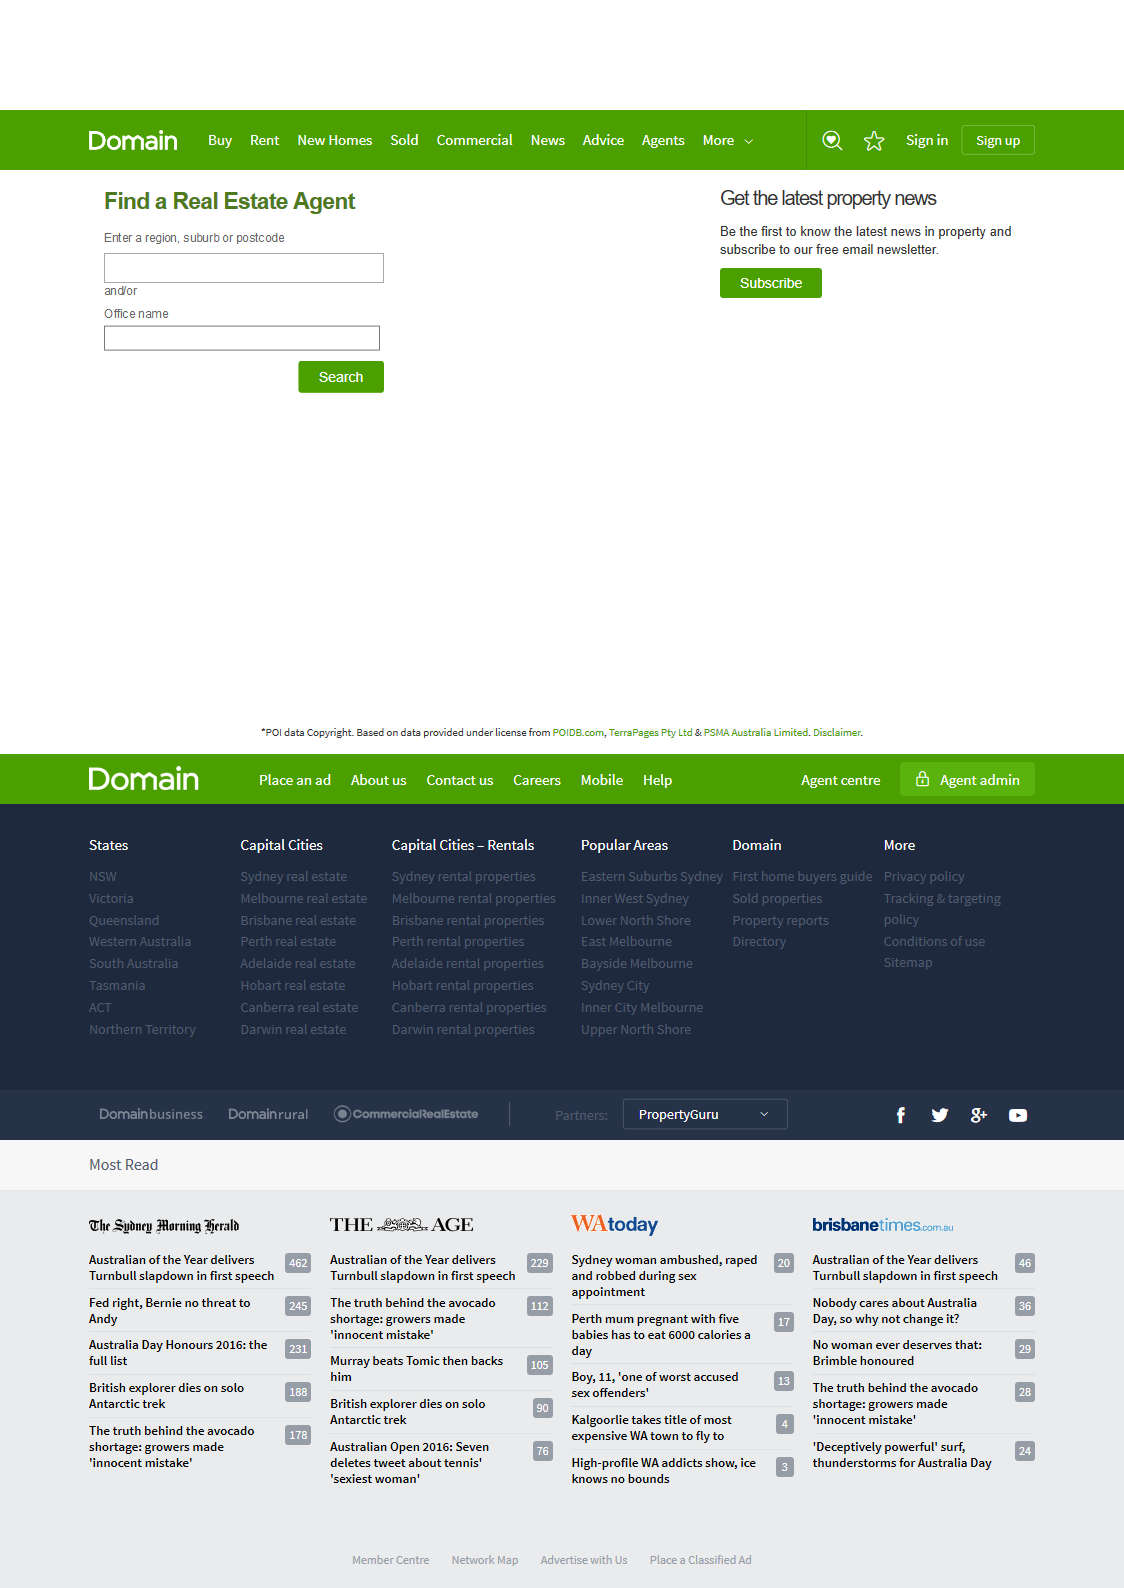 Domain Buy Rent New Homes Sold Commercial News Advice Agents More Sign in Sign up
Find a Real Estate Agent
Enter a region, suburb or postcode
and/or
Office name
Search
Get the latest property news
Be the first to know the latest news in property and
subscribe to our free email newsletter.
Subscribe
*POI data Copyright. Based on data provided under license from POIDB.com, TerraPages Pty Ltd & PSMA Australia Limited. Disclaimer.
Domain Place an ad About us Contact us Careers Mobile Help Agent centre Agent admin
States
NSW
Victoria
Queensland
Western Australia
South Australia
Tasmania
ACT
Northern Territory
Capital Cities
Sydney real estate
Melbourne real estate
Brisbane real estate
Perth real estate
Adelaide real estate
Hobart real estate
Canberra real estate
Darwin real estate
Capital Cities – Rentals
Sydney rental properties
Melbourne rental properties
Brisbane rental properties
Perth rental properties
Adelaide rental properties
Hobart rental properties
Canberra rental properties
Darwin rental properties
Popular Areas
Eastern Suburbs Sydney
Inner West Sydney
Lower North Shore
East Melbourne
Bayside Melbourne
Sydney City
Inner City Melbourne
Upper North Shore
Domain
First home buyers guide
Sold properties
Property reports
Directory
More
Privacy policy
Tracking & targeting
policy
Conditions of use
Sitemap
Domainbusiness Domainrural CommercialRealEstate Partners: PropertyGuru
Most Read
The Sydney Morning Herald
Australian of the Year delivers 462
Turnbull slapdown in first speech
Fed right, Bernie no threat to 245
Andy
Australia Day Honours 2016: the 231
full list
British explorer dies on solo 188
Antarctic trek
The truth behind the avocado 178
shortage: growers made
'innocent mistake'
THE AGE
Australian of the Year delivers 229
Turnbull slapdown in first speech
The truth behind the avocado 112
shortage: growers made
'innocent mistake'
Murray beats Tomic then backs 105
him
British explorer dies on solo 90
Antarctic trek
Australian Open 2016: Seven 76
deletes tweet about tennis'
'sexiest woman'
WAtoday
Sydney woman ambushed, raped 20
and robbed during sex
appointment
Perth mum pregnant with five 17
babies has to eat 6000 calories a
day
Boy, 11, 'one of worst accused 13
sex offenders'
Kalgoorlie takes title of most 4
expensive WA town to fly to
High-profile WA addicts show, ice 3
knows no bounds
brisbanetimes.com.au
Australian of the Year delivers 46
Turnbull slapdown in first speech
Nobody cares about Australia 36
Day, so why not change it?
No woman ever deserves that: 29
Brimble honoured
The truth behind the avocado 28
shortage: growers made
'innocent mistake'
'Deceptively powerful' surf, 24
thunderstorms for Australia Day
Member Centre Network Map Advertise with Us Place a Classified Ad